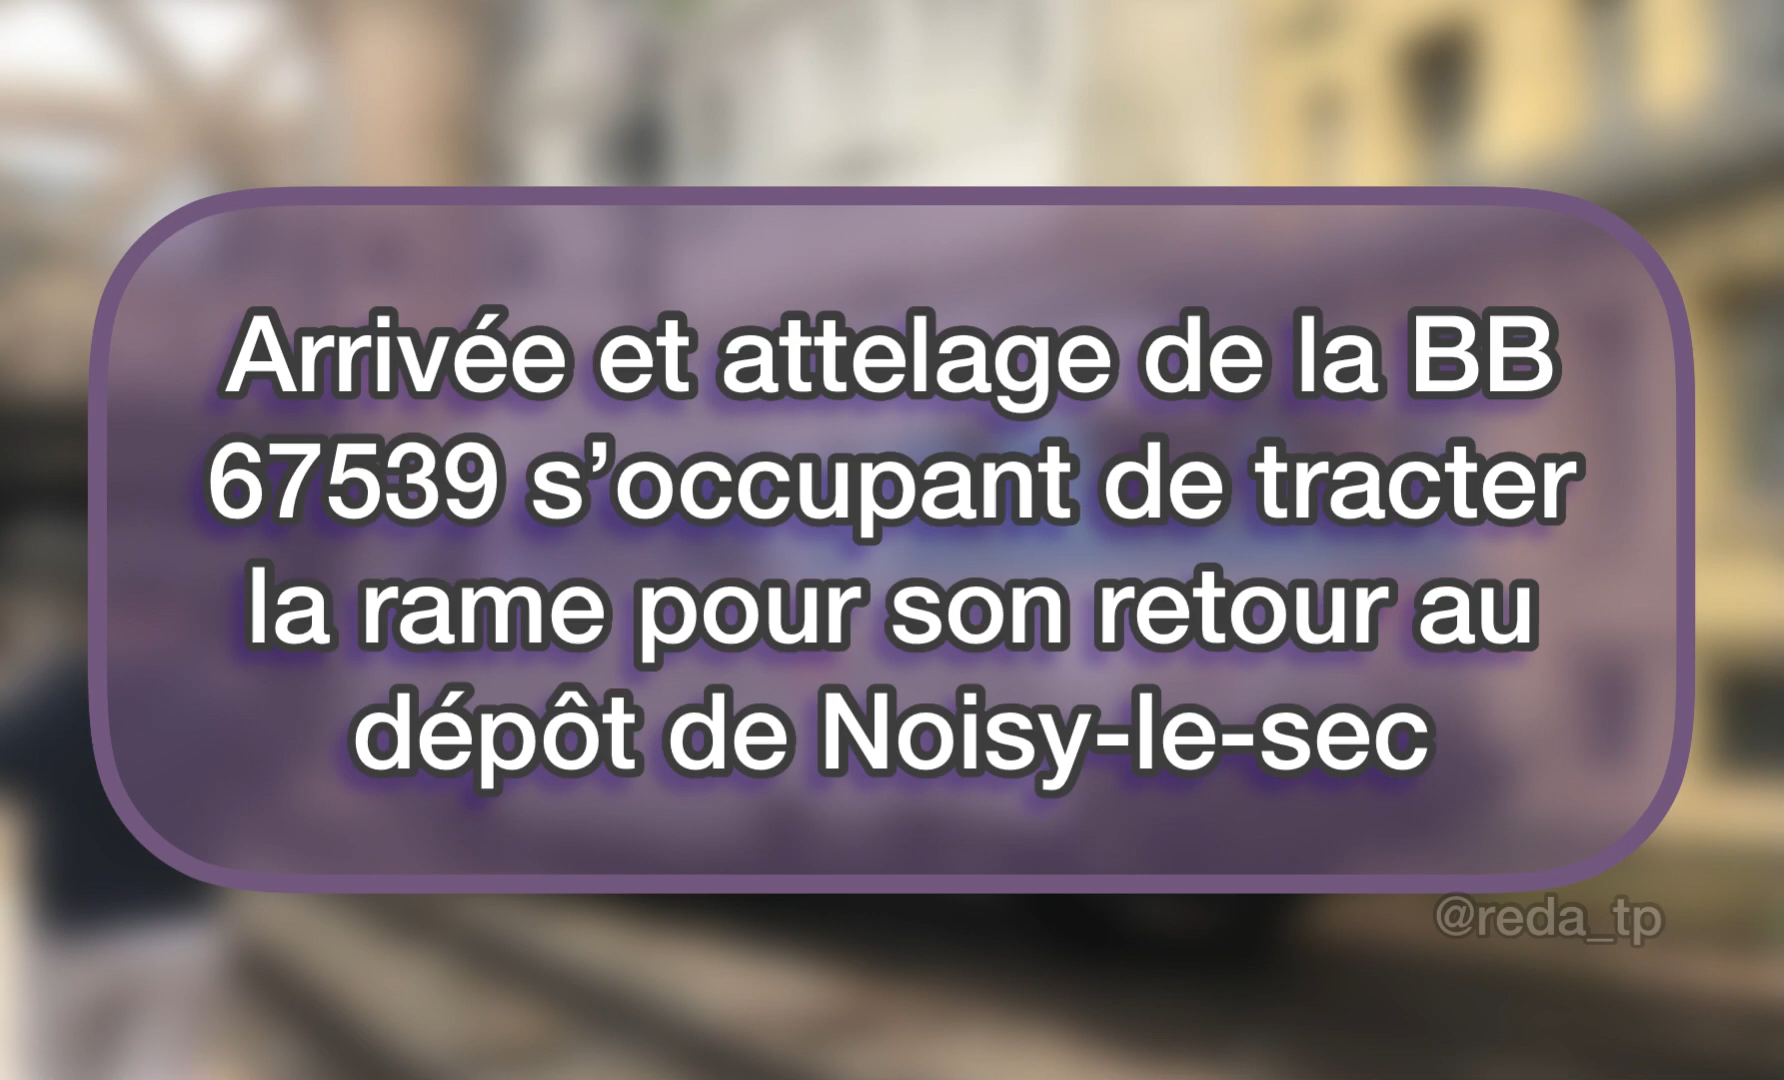 Arrivée et attelage de la BB
67539 s’occupant de tracter
la rame pour son retour au
dépôt de Noisy-le-sec
@reda_tp